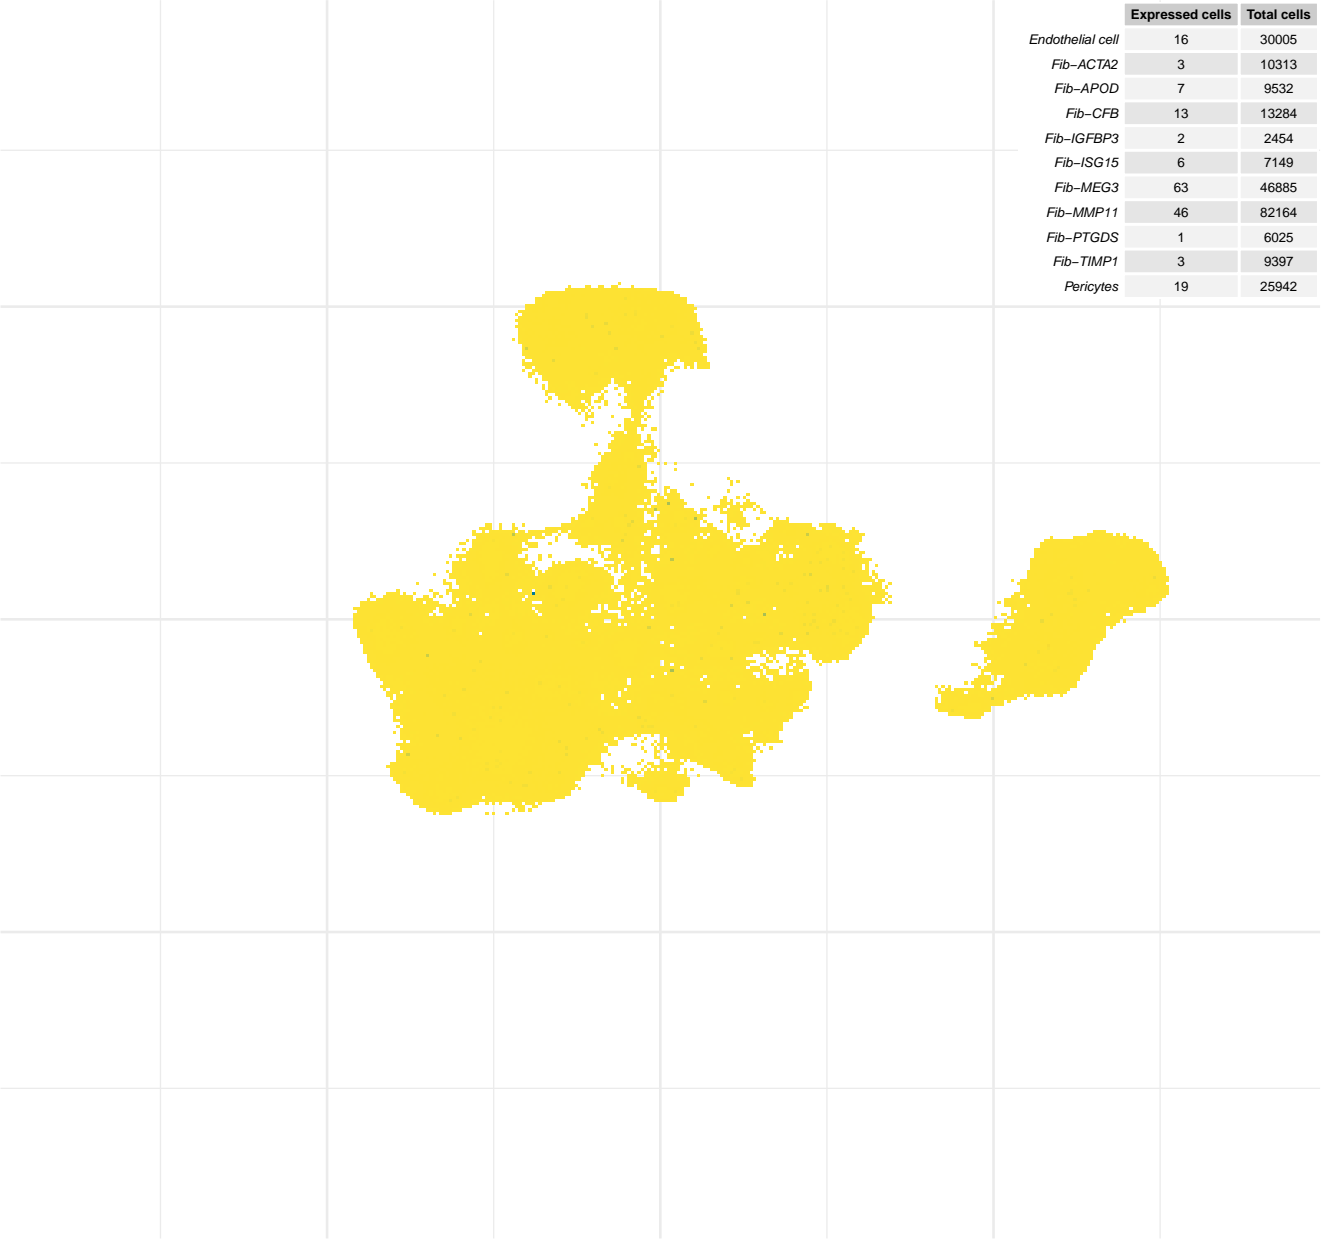 Expressed cells Total cells
Endothelial cell 16 30005
Fib−ACTA2 3 10313
Fib−APOD 7 9532
Fib−CFB 13 13284
Fib−IGFBP3 2 2454
Fib−ISG15 6 7149
Fib−MEG3 63 46885
Fib−MMP11 46 82164
Fib−PTGDS 1 6025
Fib−TIMP1 3 9397
Pericytes 19 25942